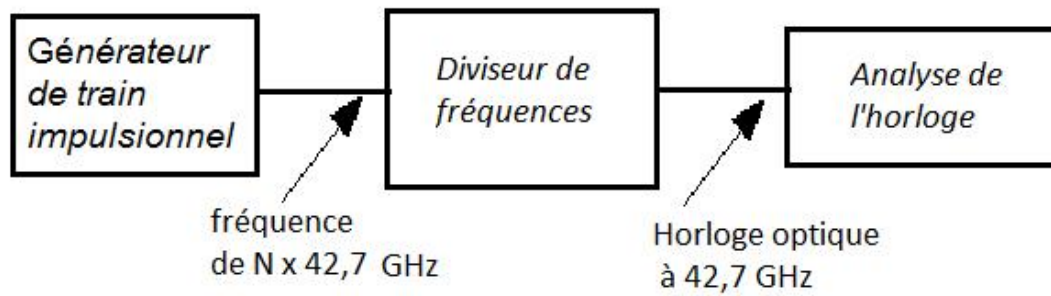 Générateur
de train
impulsionnel
Diviseur de
fréquences
Analyse de
l'horloge
fréquence
de N x 42,7 GHz
Horloge optique
à 42,7 GHz